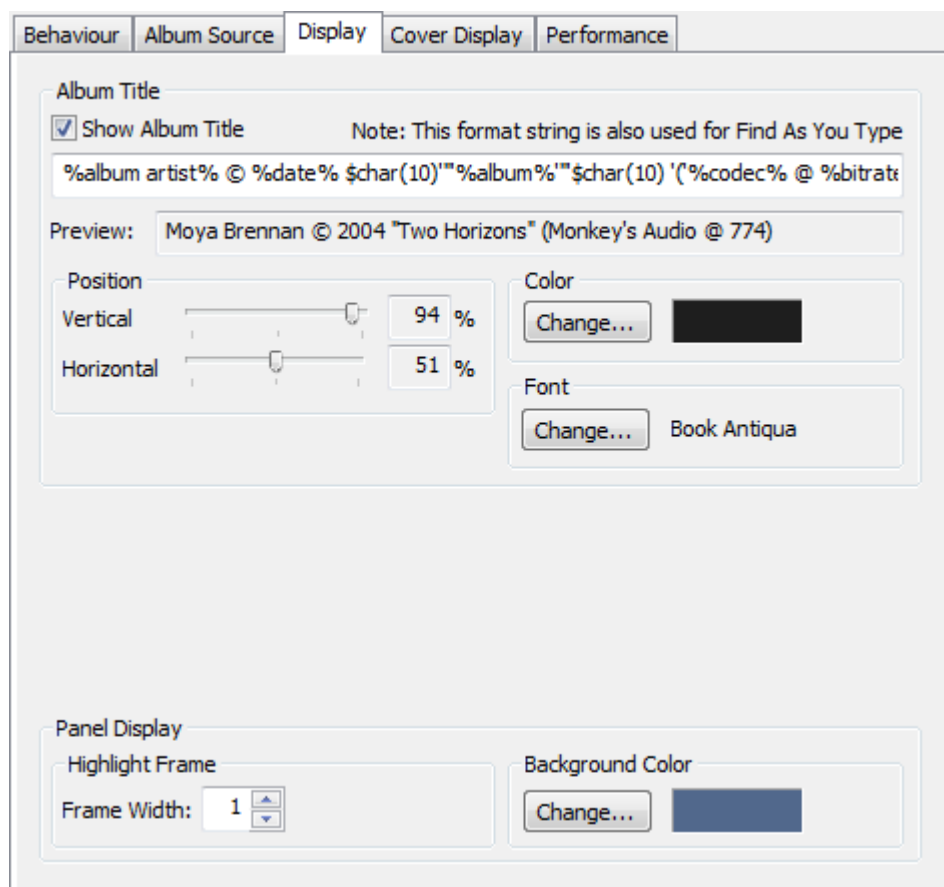 Behaviour Album Source Display Cover Display Performance
Album Title
Show Album Title Note: This format string is also used for Find As You Type
%album artist% © %date% $char(10)'"'%album%'"'$char(10) '('%codec% @ %bitrate
Preview: Moya Brennan © 2004 "Two Horizons" (Monkey's Audio @ 774)
Position Color
Vertical 94 % Change...
Horizontal 51 %
Font
Change... Book Antiqua
Panel Display
Highlight Frame Background Color
Frame Width: 1 Change...